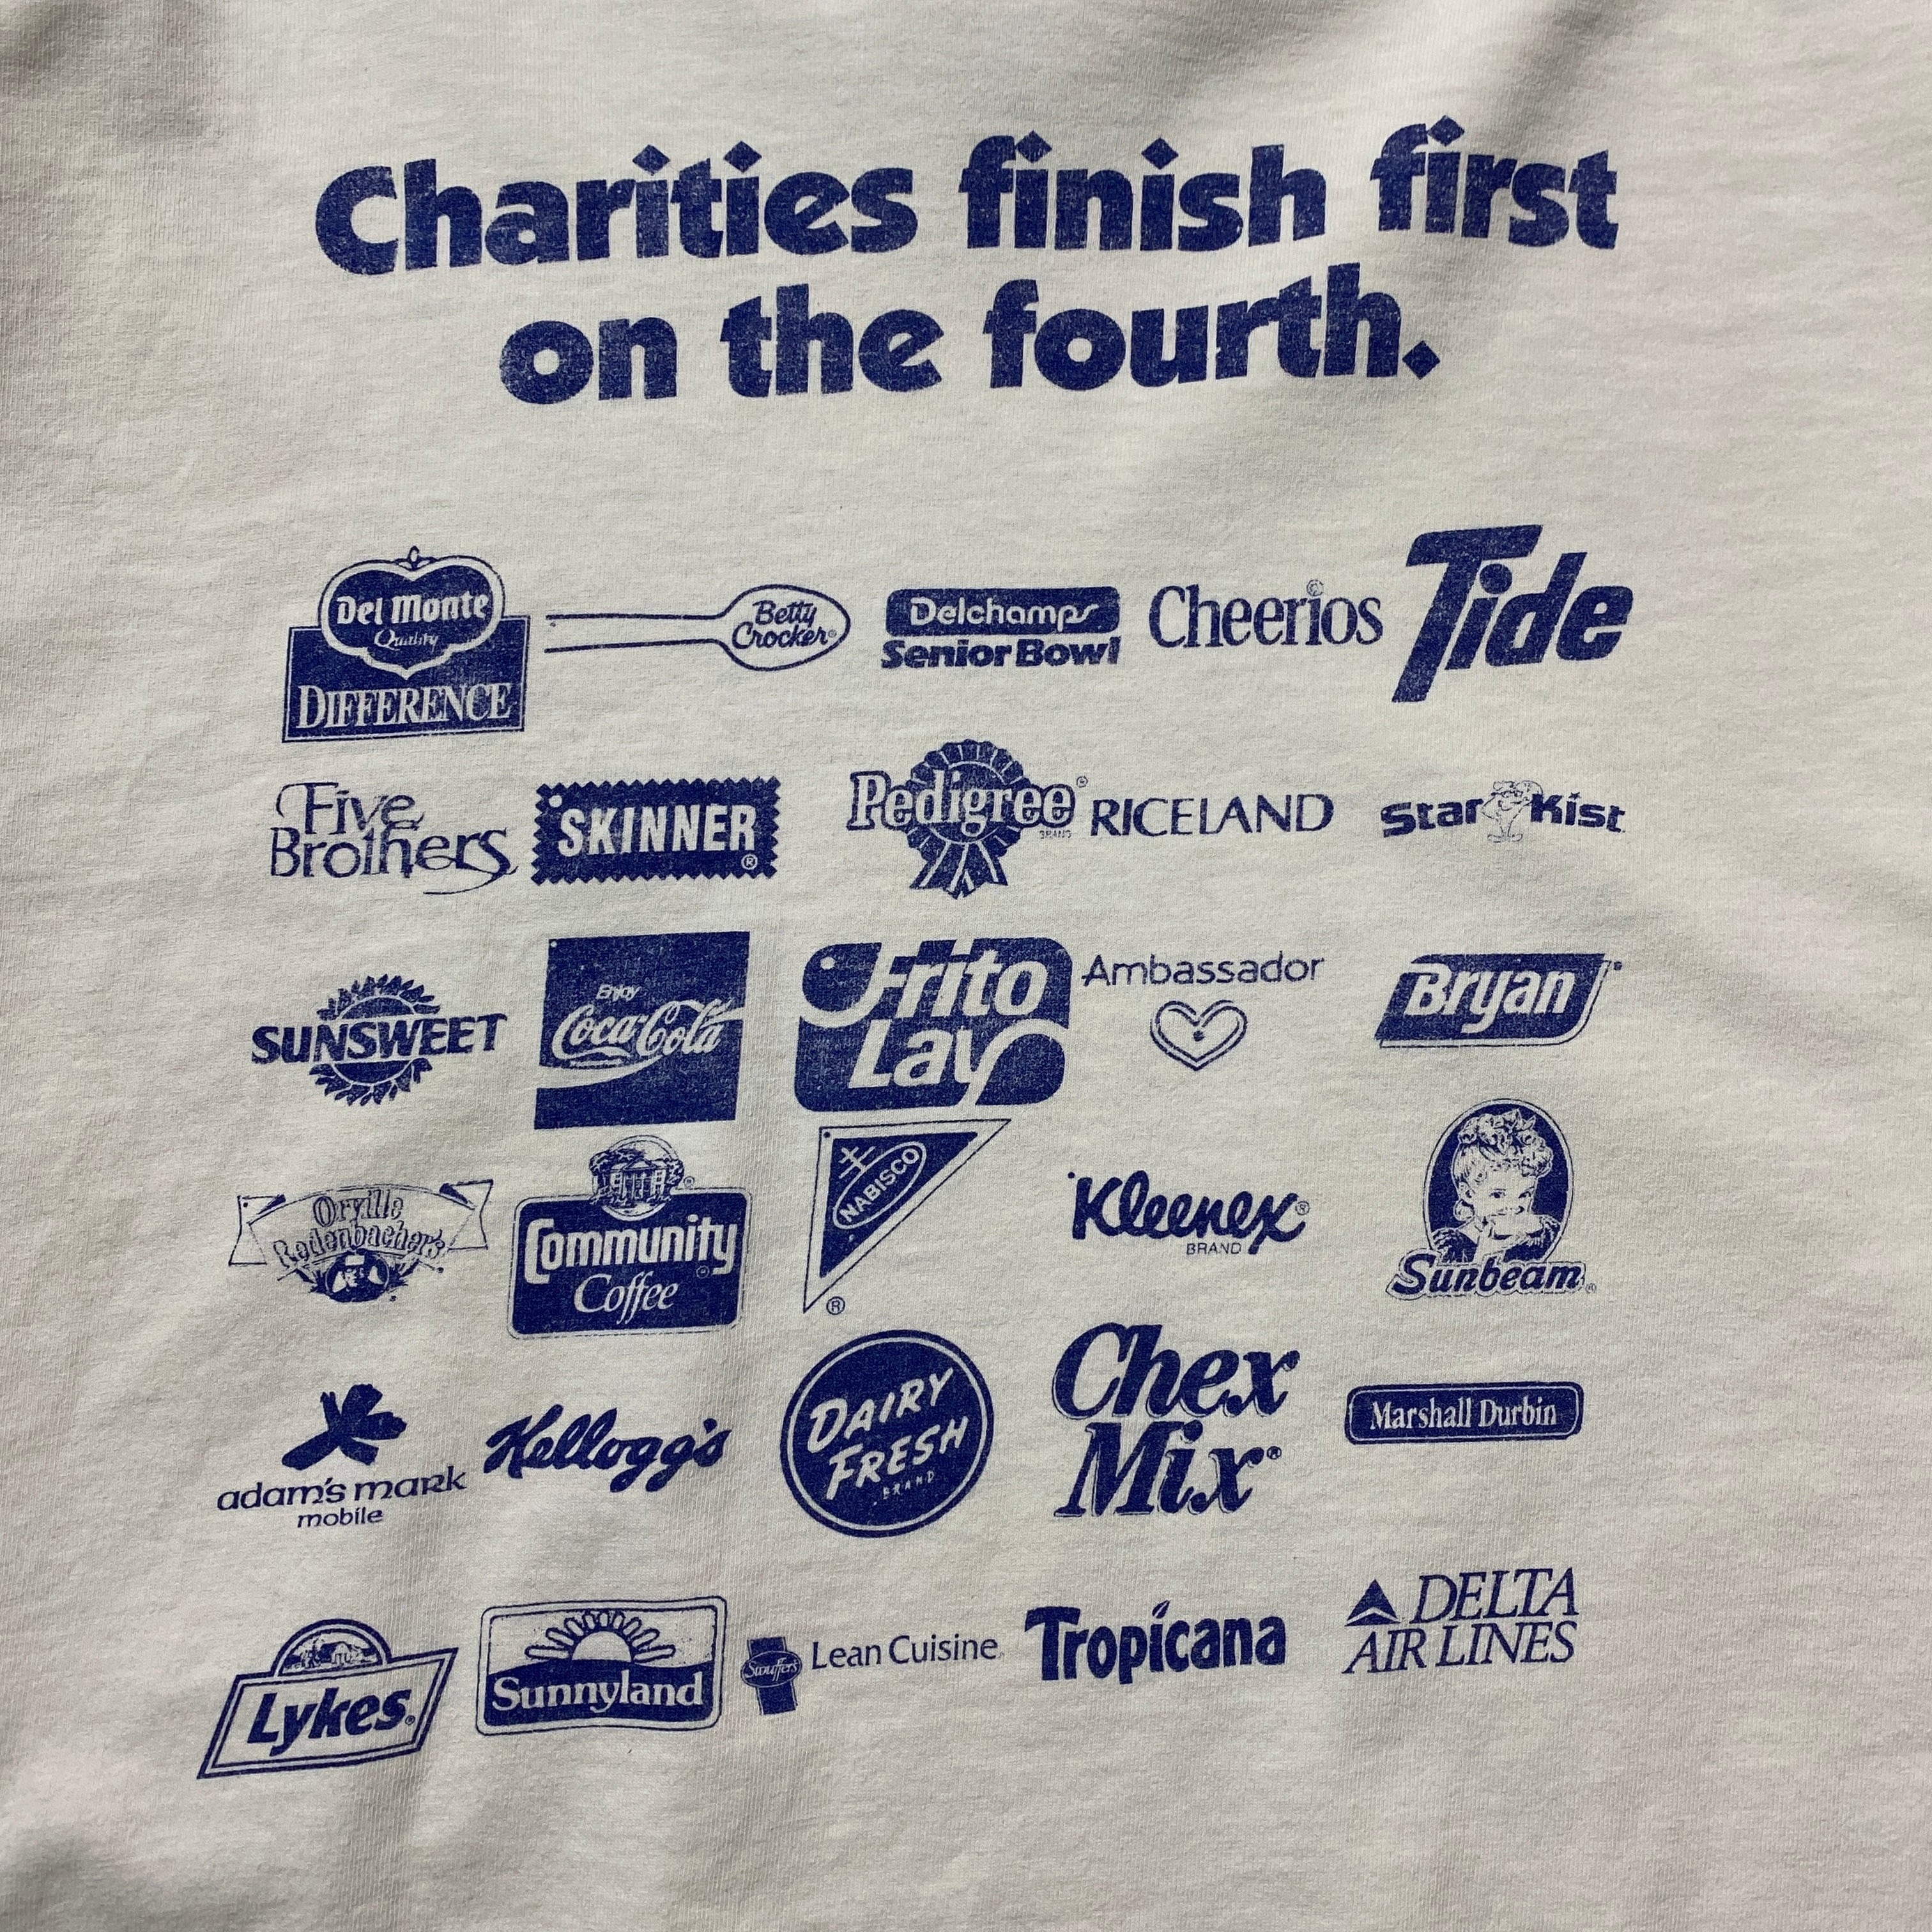 Charities finish first
on the fourth.
Del Monte
Quality
DIFFERENCE
Betty
Crocker®
Delchamps
Senior Bowl
Cheerios®
Tide
Five
Brothers
SKINNER
®
Pedigree®
BRAND
RICELAND
Star Kist
SUNSWEET
Enjoy
Coca-Cola
Frito
Lay
Ambassador
Bryan
Orville
Redenbacher's
Community
Coffee
NABISCO
®
Kleenex®
BRAND
Sunbeam®
adam's mark
mobile
Kellogg's
DAIRY
FRESH
BRAND
Chex
Mix®
Marshall Durbin
Lykes®
Sunnyland
Stouffer's
Lean Cuisine
Tropicana
DELTA
AIR LINES